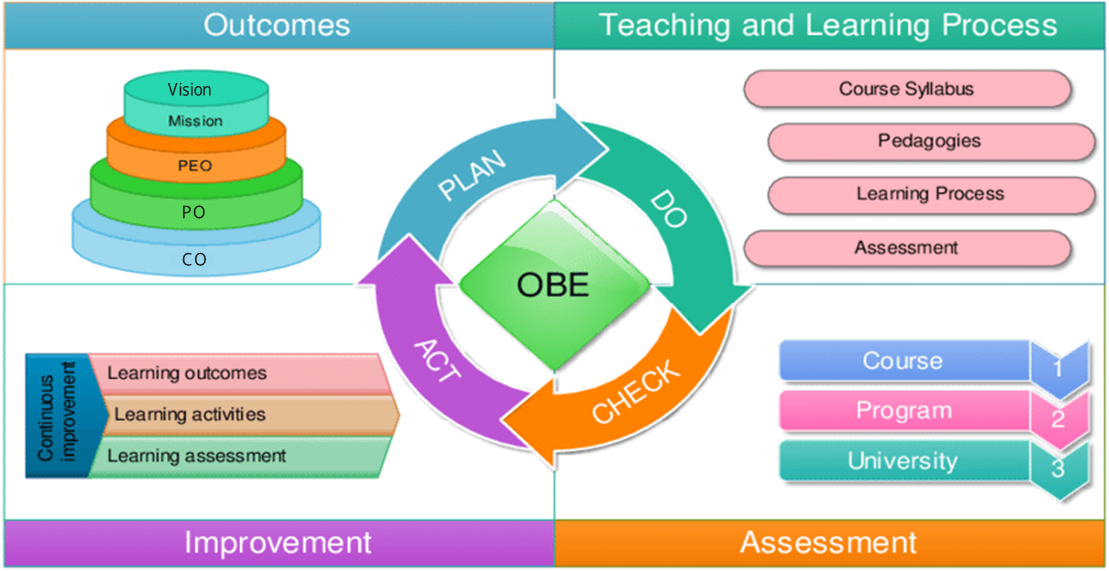 Outcomes
Teaching and Learning Process
Vision
Mission
PEO
PO
CO
Course Syllabus
Pedagogies
Learning Process
Assessment
PLAN
DO
CHECK
ACT
OBE
Continuous
improvement
Learning outcomes
Learning activities
Learning assessment
Course 1
Program 2
University 3
Improvement
Assessment